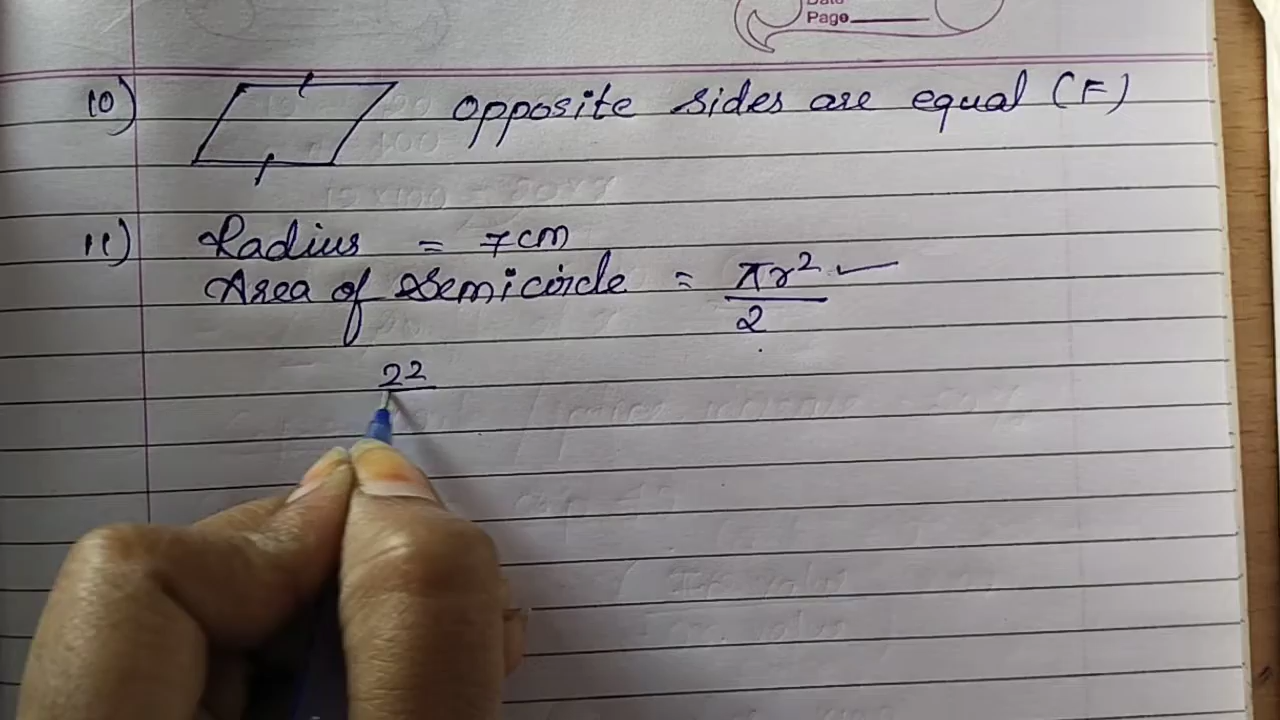 Page
10) opposite sides are equal (F)
11) Radius = 7cm
Area of Semicircle = πr²/2
22